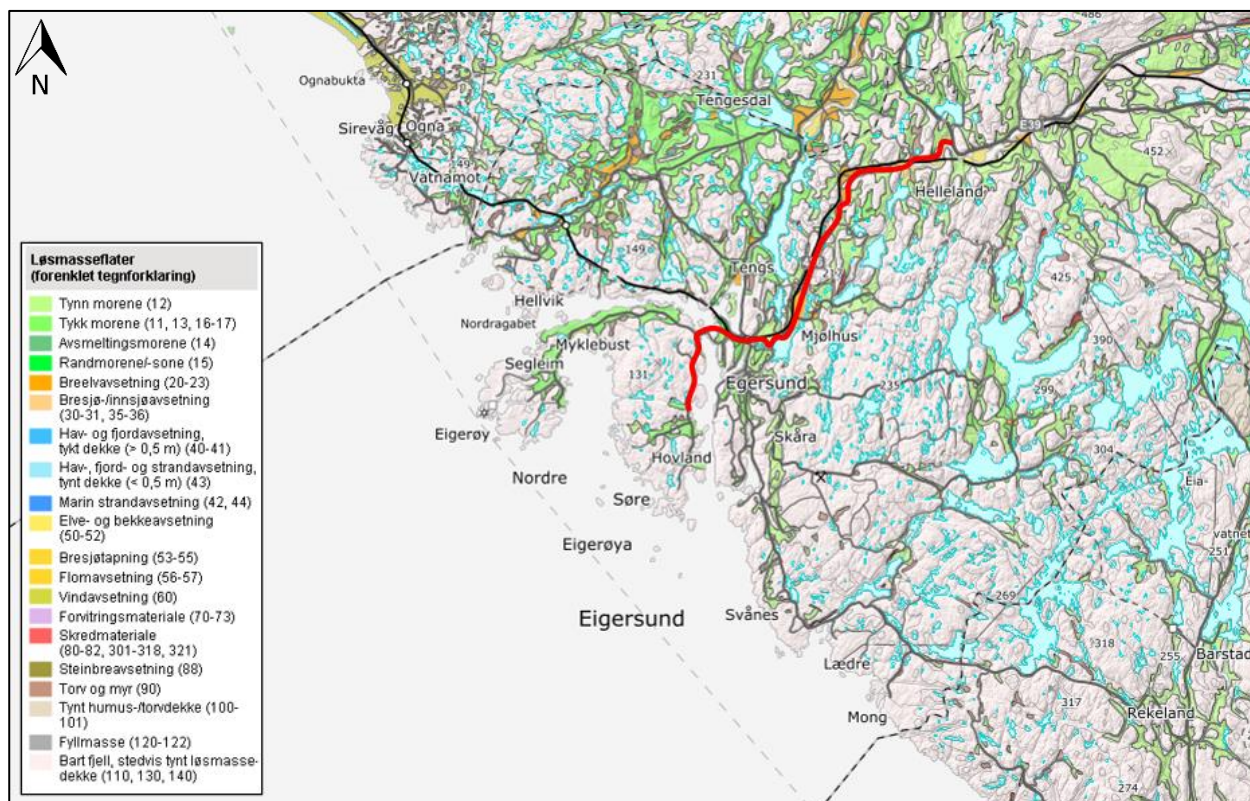 N
486
Ognabukta
231
Tengesdal
Sirevåg
Ogna
E39
452
149
Vatnamot
Helleland
Løsmasseflater
(forenklet tegnforklaring)
Tynn morene (12)
Tykk morene (11, 13, 16-17)
Avsmeltingsmorene (14)
Randmorene/-sone (15)
Breelvavsetning (20-23)
Bresjø-/innsjøavsetning
(30-31, 35-36)
Hav- og fjordavsetning,
tykt dekke (> 0,5 m) (40-41)
Hav-, fjord- og strandavsetning,
tynt dekke (< 0,5 m) (43)
Marin strandavsetning (42, 44)
Elve- og bekkeavsetning
(50-52)
Bresjøtapning (53-55)
Flomavsetning (56-57)
Vindavsetning (60)
Forvitringsmateriale (70-73)
Skredmateriale
(80-82, 301-318, 321)
Steinbreavsetning (88)
Torv og myr (90)
Tynt humus-/torvdekke (100-
101)
Fyllmasse (120-122)
Bart fjell, stedvis tynt løsmasse-
dekke (110, 130, 140)
149
Tengs
425
Hellvik
Nordragabet
Myklebust
Mjølhus
390
Segleim
131
Egersund
235
299
Eigerøy
Skåra
Hovland
304
Nordre
Eia-
Søre
vatnet
Eigerøya
251
269
Eigersund
Svånes
318
255
Barstad
Lædre
317
Mong
Rekeland
274